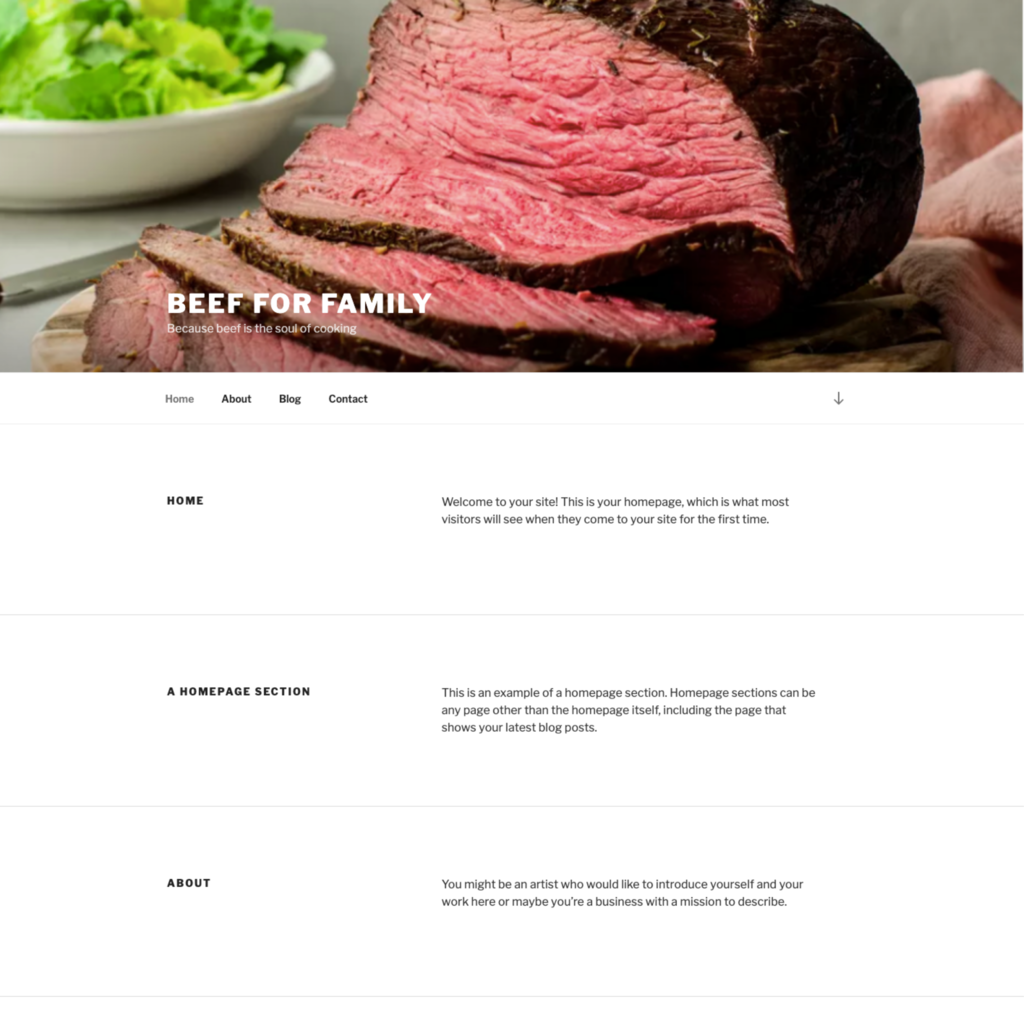 BEEF FOR FAMILY
Because beef is the soul of cooking
Home About Blog Contact
HOME
Welcome to your site! This is your homepage, which is what most
visitors will see when they come to your site for the first time.
A HOMEPAGE SECTION
This is an example of a homepage section. Homepage sections can be
any page other than the homepage itself, including the page that
shows your latest blog posts.
ABOUT
You might be an artist who would like to introduce yourself and your
work here or maybe you’re a business with a mission to describe.